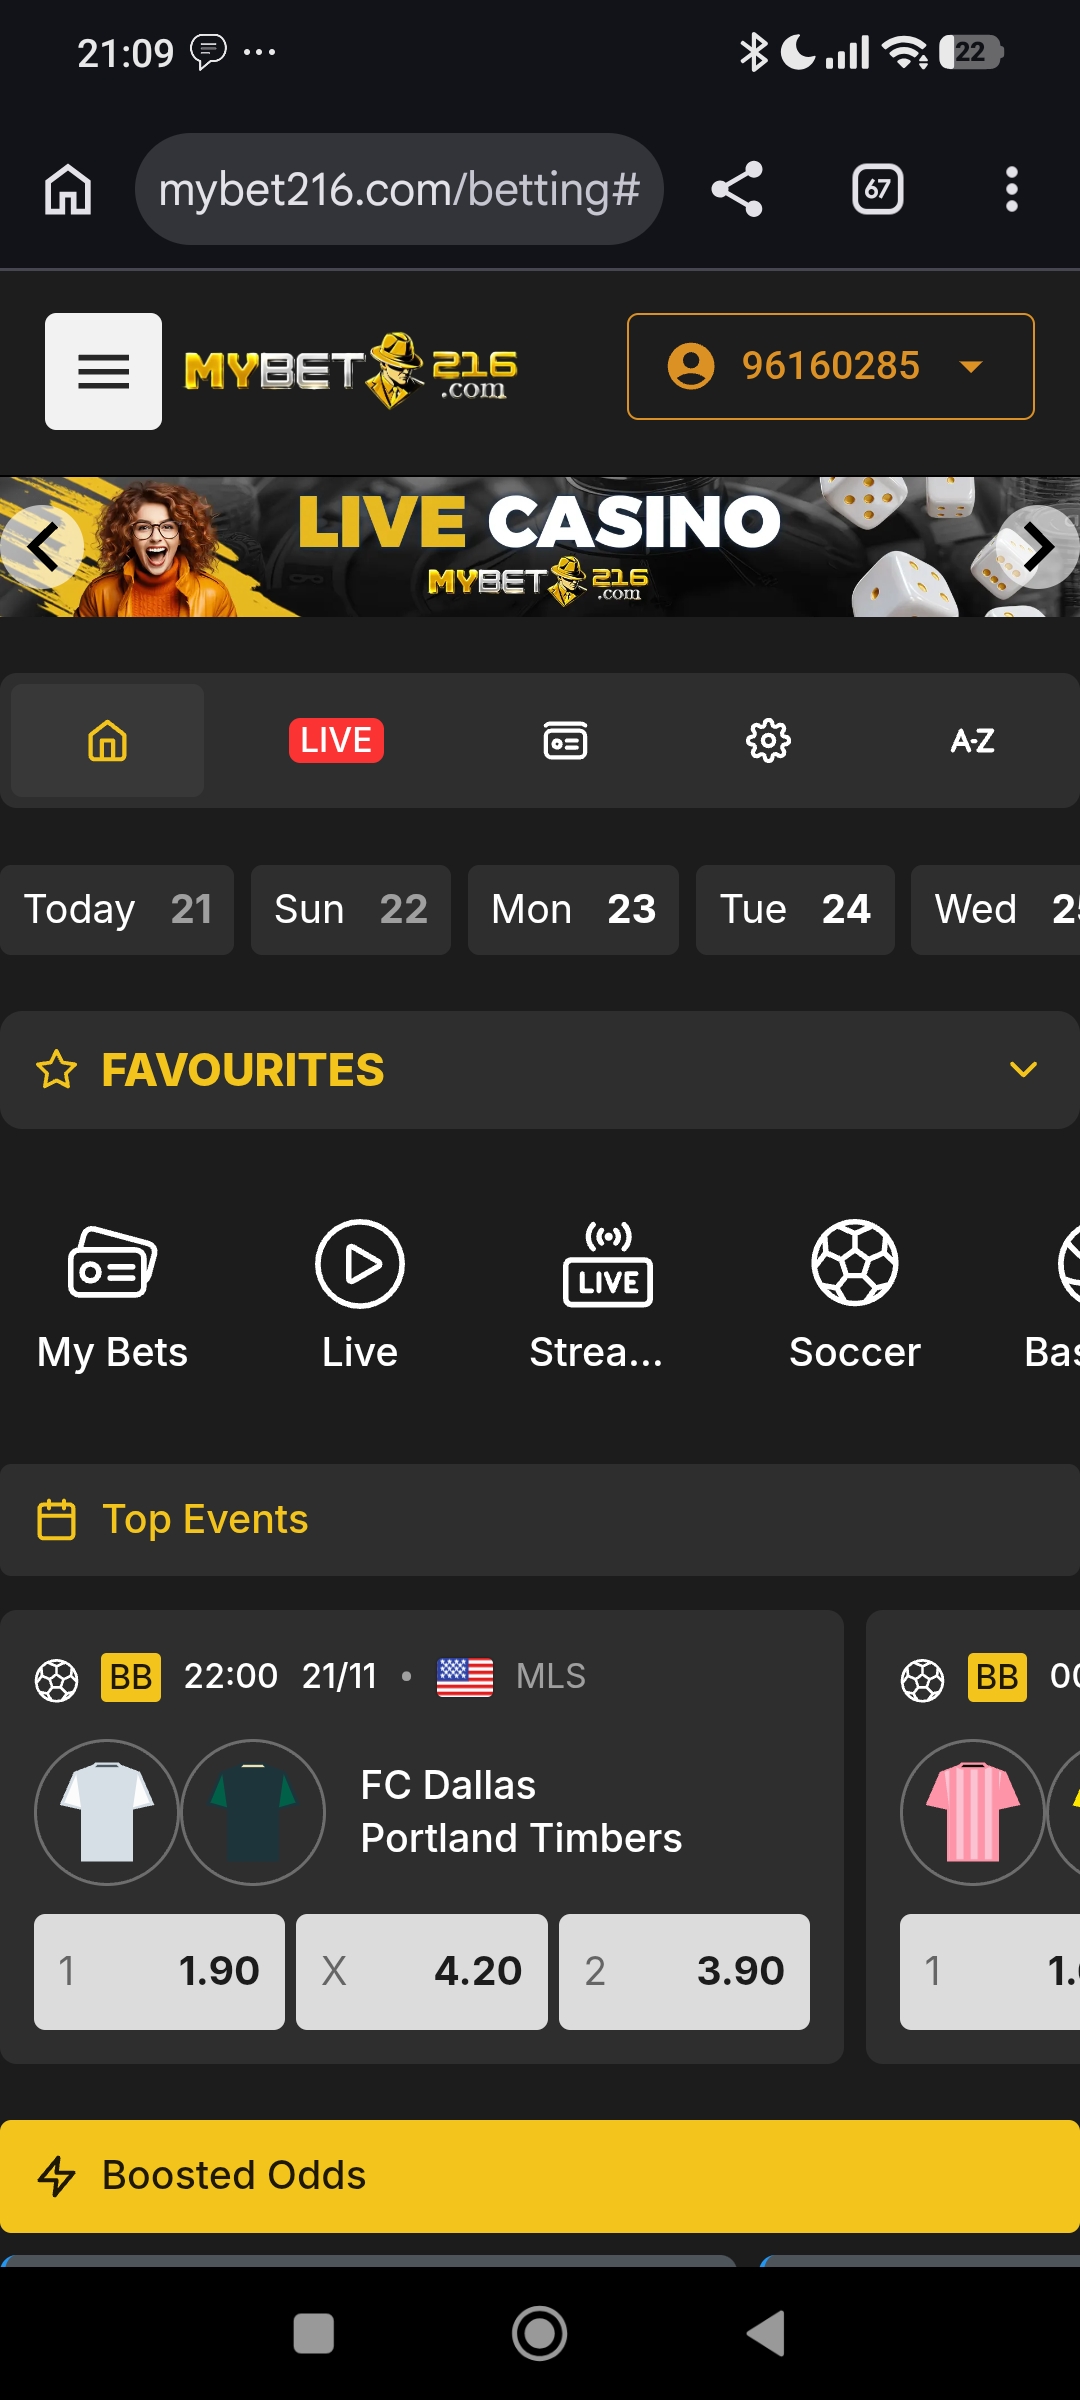 21:09 ... 22
mybet216.com/betting# 67
MYBET 216 .com 96160285
LIVE CASINO
MYBET 216 .com
LIVE A-Z
Today 21 Sun 22 Mon 23 Tue 24 Wed
FAVOURITES
LIVE
My Bets Live Strea... Soccer Bas
Top Events
BB 22:00 21/11 • MLS BB
FC Dallas
Portland Timbers
1 1.90 X 4.20 2 3.90 1 1.
Boosted Odds